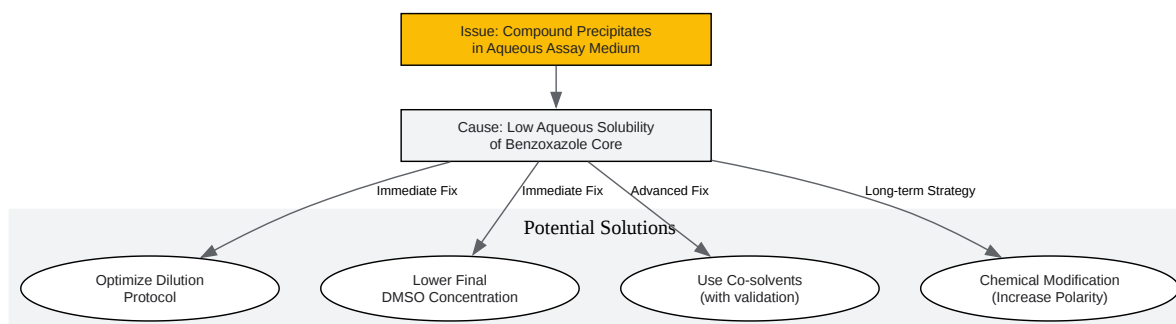 Issue: Compound Precipitates
in Aqueous Assay Medium
Cause: Low Aqueous Solubility
of Benzoxazole Core
Immediate Fix
Immediate Fix
Advanced Fix
Long-term Strategy
Potential Solutions
Optimize Dilution
Protocol
Lower Final
DMSO Concentration
Use Co-solvents
(with validation)
Chemical Modification
(Increase Polarity)